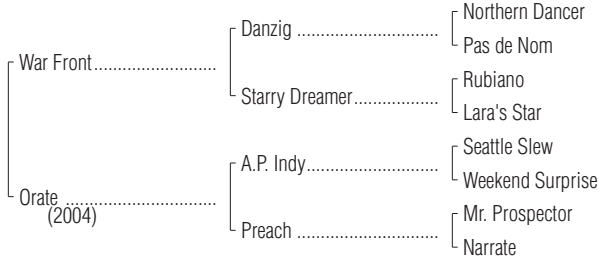 Northern Dancer
Danzig ..................................
Pas de Nom
War Front.............................
Rubiano
Starry Dreamer....................
Lara's Star
Seattle Slew
A.P. Indy...............................
Weekend Surprise
Orate ...................................
(2004)
Mr. Prospector
Preach ..................................
Narrate